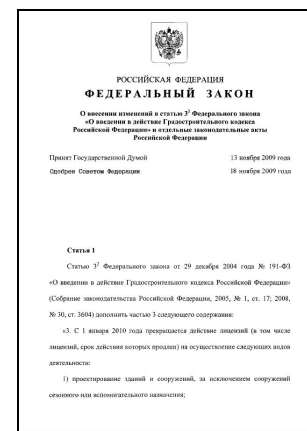 РОССИЙСКАЯ ФЕДЕРАЦИЯ
ФЕДЕРАЛЬНЫЙ ЗАКОН
О внесении изменений в статью 3² Федерального закона
«О введении в действие Градостроительного кодекса
Российской Федерации» и отдельные законодательные акты
Российской Федерации
Принят Государственной Думой 13 ноября 2009 года
Одобрен Советом Федерации 18 ноября 2009 года
Статья 1
Статью 3² Федерального закона от 29 декабря 2004 года № 191-ФЗ
«О введении в действие Градостроительного кодекса Российской Федерации»
(Собрание законодательства Российской Федерации, 2005, № 1, ст. 17; 2008,
№ 30, ст. 3604) дополнить частью 3 следующего содержания:
«3. С 1 января 2010 года прекращается действие лицензий (в том числе
лицензий, срок действия которых продлен) на осуществление следующих видов
деятельности:
1) проектирование зданий и сооружений, за исключением сооружений
сезонного или вспомогательного назначения;